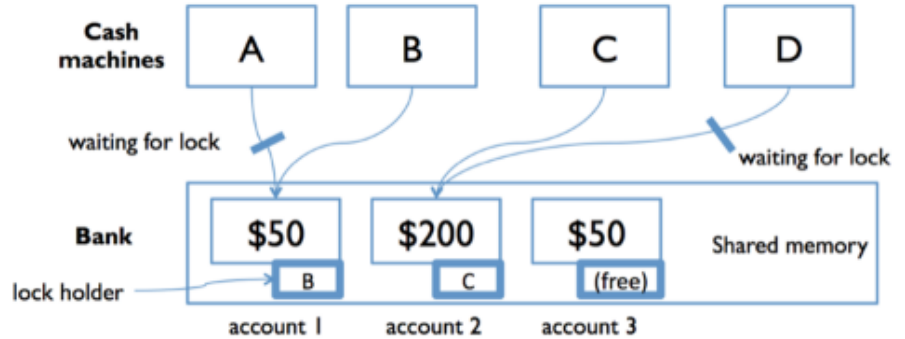 Cash
machines
A
B
C
D
waiting for lock
waiting for lock
Bank
$50
$200
$50
Shared memory
lock holder
B
C
(free)
account 1
account 2
account 3